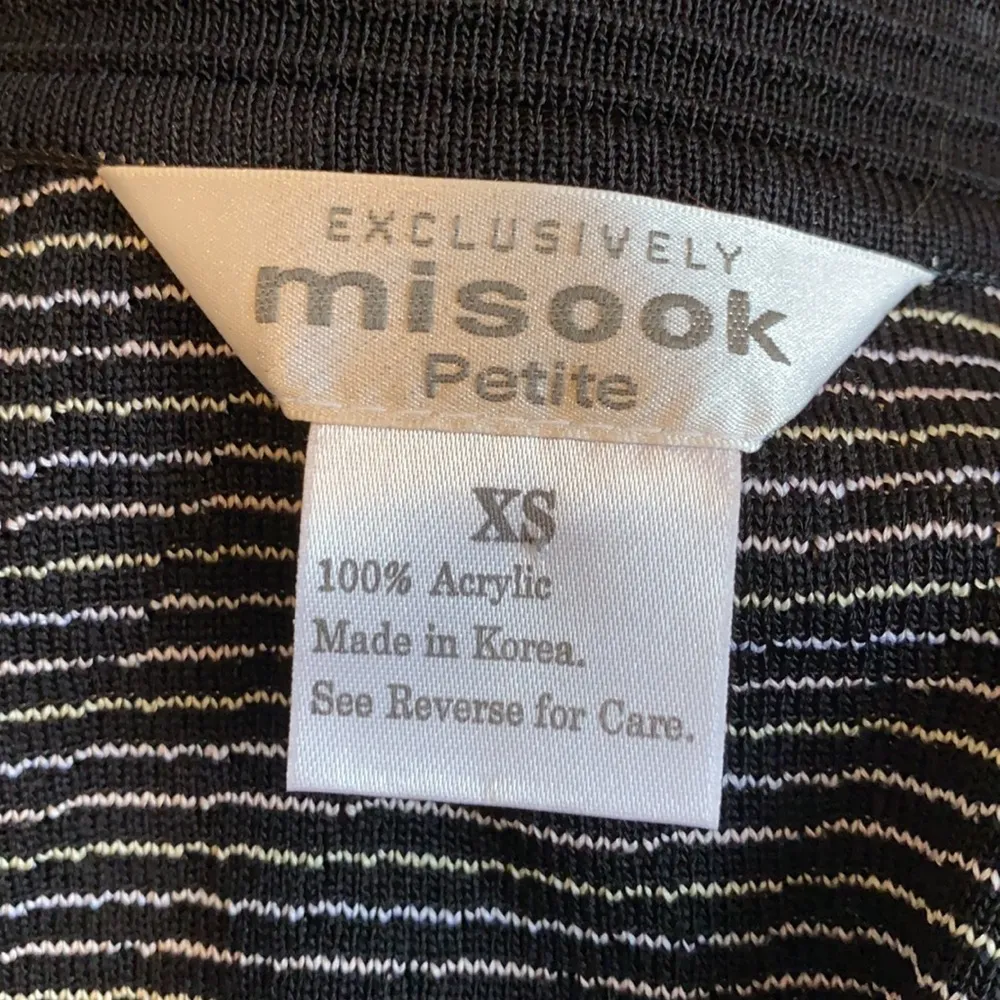 EXCLUSIVELY
misook
Petite
XS
100% Acrylic
Made in Korea.
See Reverse for Care.